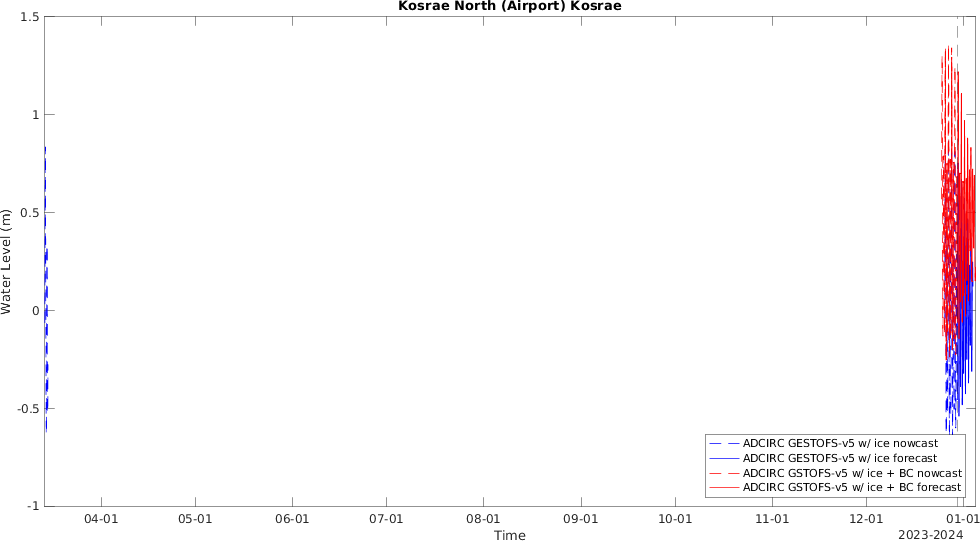 Kosrae North (Airport) Kosrae
1.5
1
0.5
0
-0.5
-1
Water Level (m)
04-01 05-01 06-01 07-01 08-01 09-01 10-01 11-01 12-01 01-01
Time
2023-2024
ADCIRC GESTOFS-v5 w/ ice nowcast
ADCIRC GESTOFS-v5 w/ ice forecast
ADCIRC GSTOFS-v5 w/ ice + BC nowcast
ADCIRC GSTOFS-v5 w/ ice + BC forecast